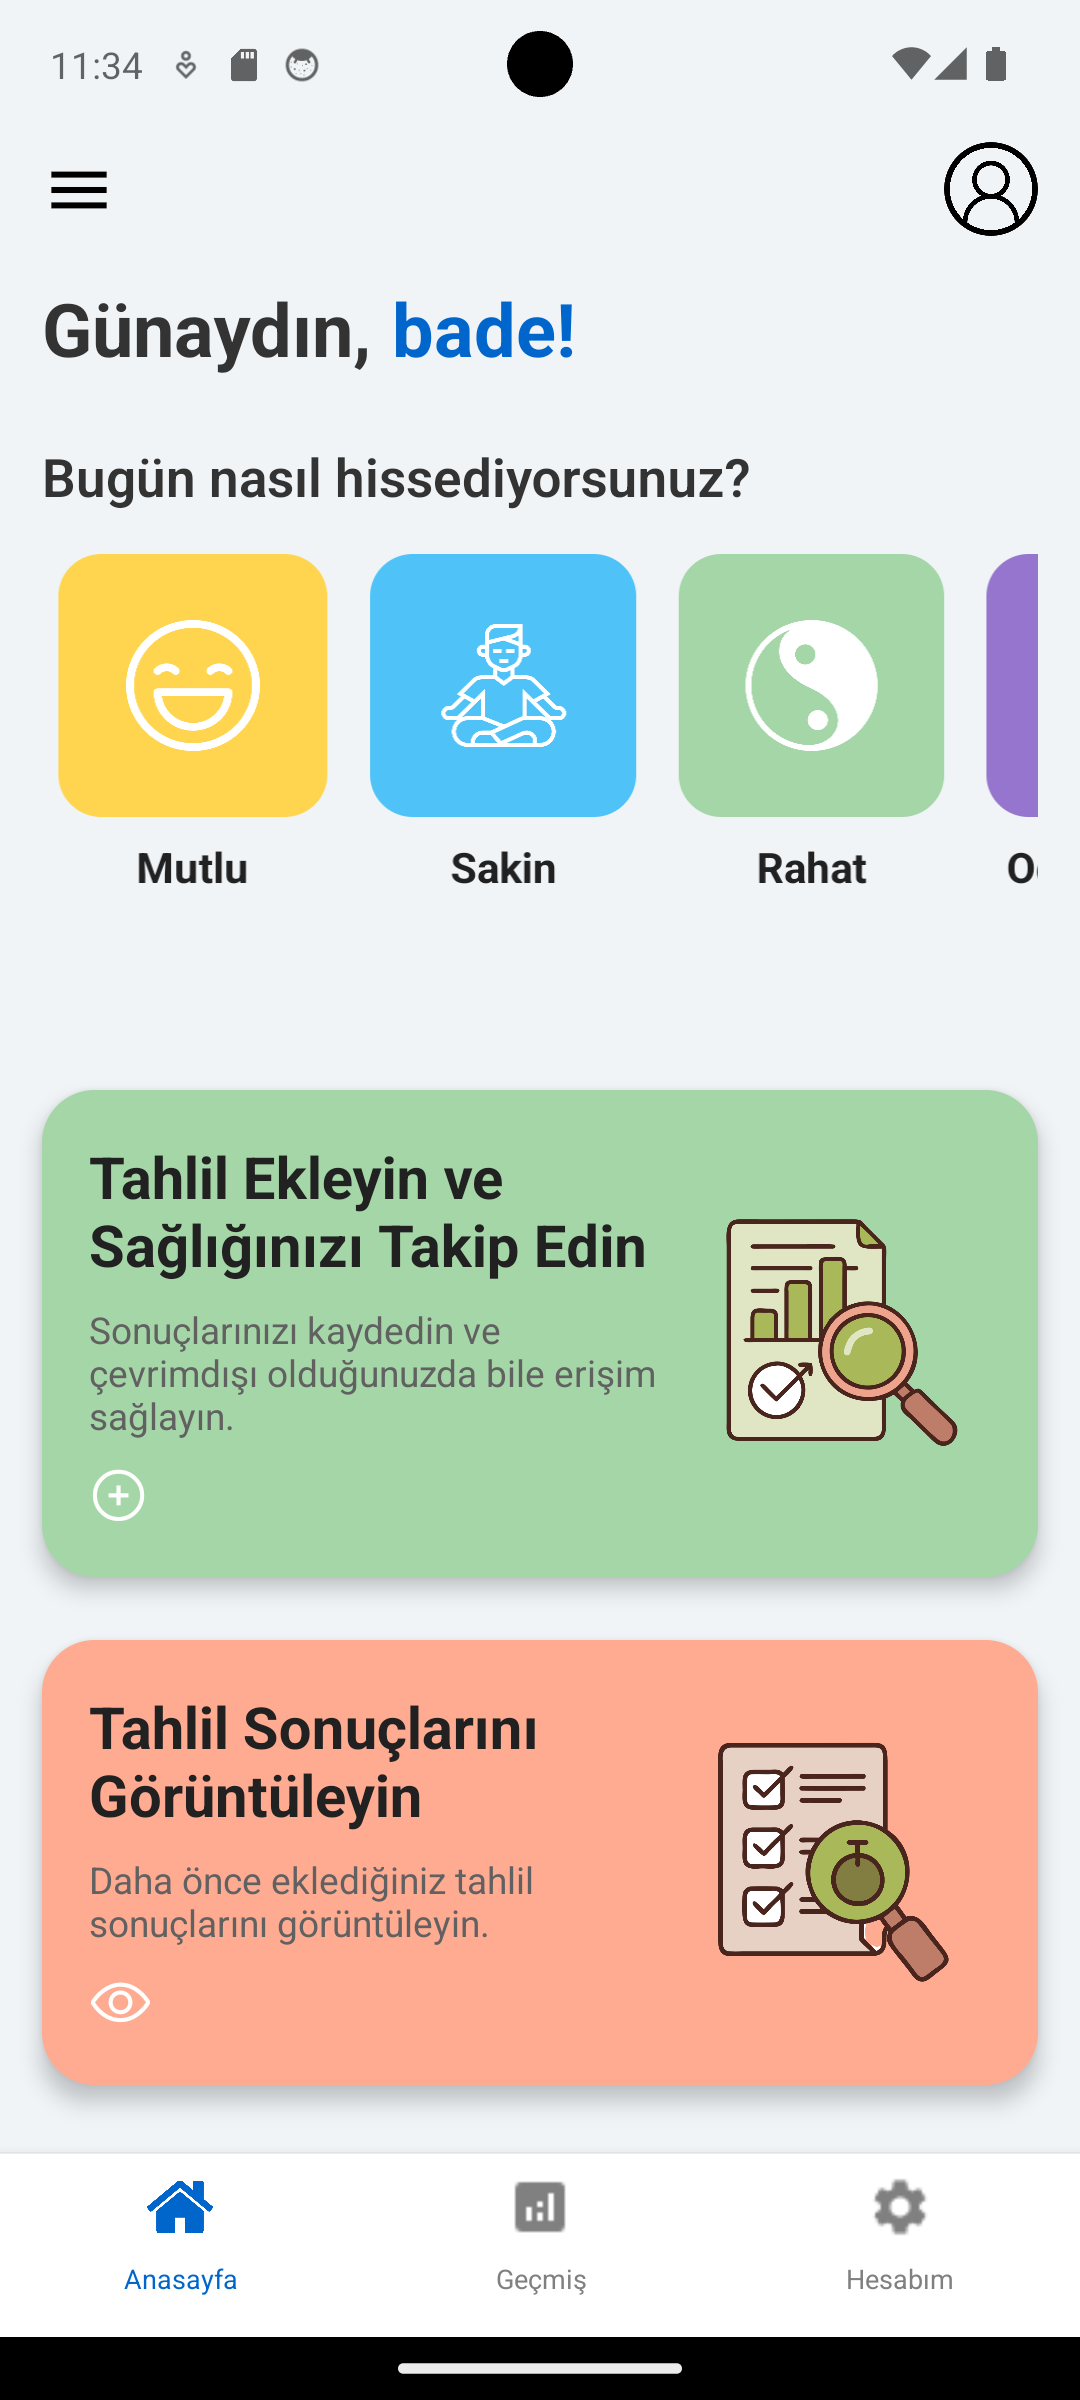 11:34
Günaydın, bade!
Bugün nasıl hissediyorsunuz?
Mutlu
Sakin
Rahat
Tahlil Ekleyin ve
Sağlığınızı Takip Edin
Sonuçlarınızı kaydedin ve
çevrimdışı olduğunuzda bile erişim
sağlayın.
Tahlil Sonuçlarını
Görüntüleyin
Daha önce eklediğiniz tahlil
sonuçlarını görüntüleyin.
Anasayfa
Geçmiş
Hesabım